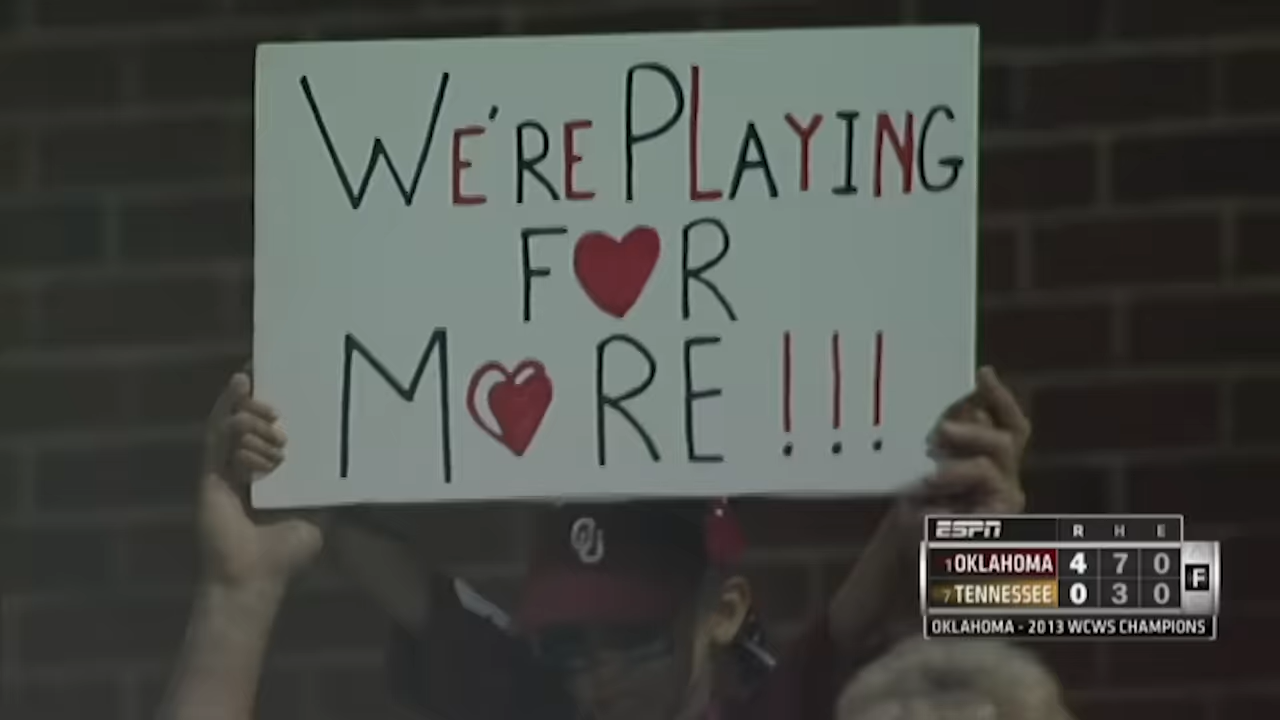 WE'RE PLAYING
F♥R
M♥RE!!!
OU
ESPN R H E
1 OKLAHOMA 4 7 0
7 TENNESSEE 0 3 0
F
OKLAHOMA - 2013 WCWS CHAMPIONS